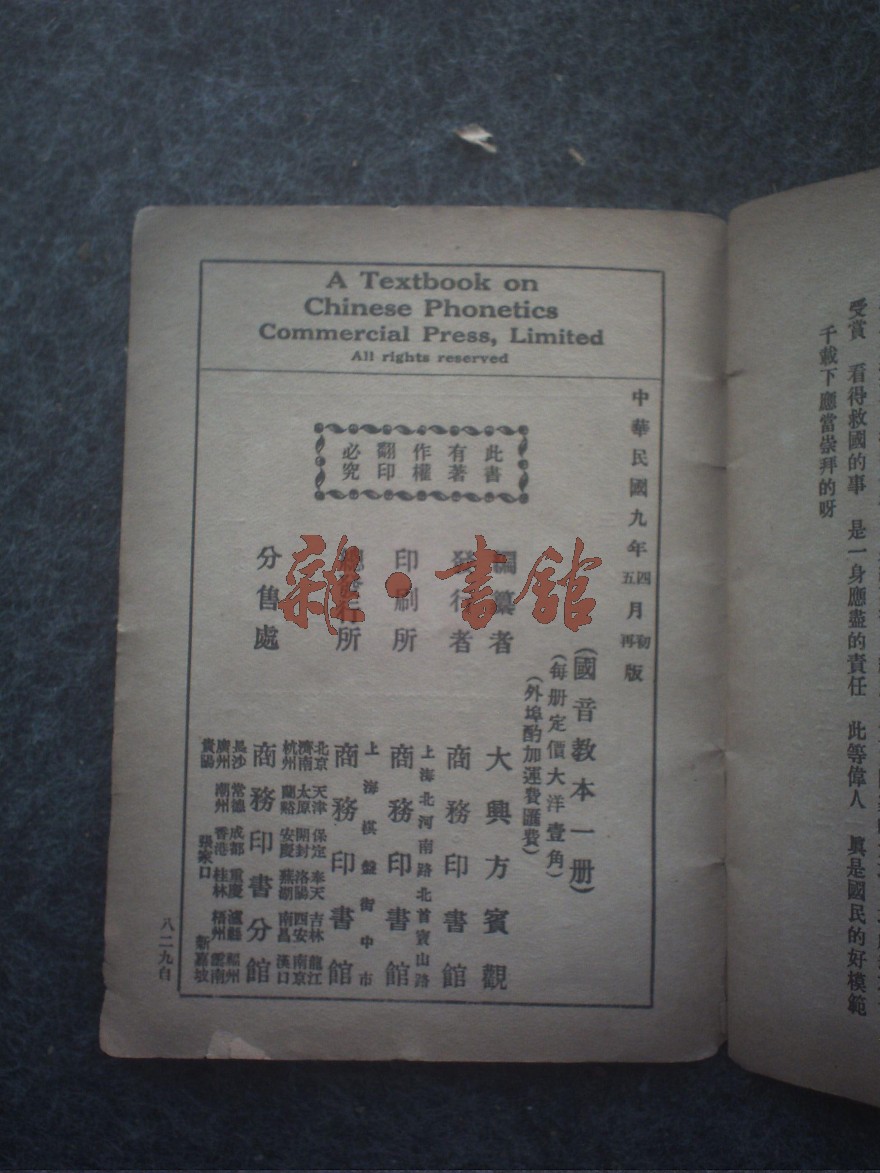 A Textbook on
Chinese Phonetics
Commercial Press, Limited
All rights reserved
中華民國九年四月初版
五再
此書
有著
作權
翻印
必究
(國音教本一册)
(每册定價大洋壹角)
(外埠酌加運費匯費)
編纂者 大興方賓觀
發行者 商務印書館
上海北河南路北首寶山路
印刷所 商務印書館
上海棋盤街中市
總發行所 商務印書館
分售處 商務印書分館
北京 天津 保定 奉天 吉林 龍江
濟南 太原 開封 洛陽 西安 南京
杭州 蘭谿 安慶 蕪湖 南昌 漢口
長沙 常德 成都 重慶 瀘縣 福州
廣州 潮州 香港 桂林 梧州 雲南
貴陽 張家口 新嘉坡
八二九白
雜·書館
受賞 看得救國的事 是一身應盡的責任 此等偉人 眞是國民的好模範
千載下應當崇拜的呀